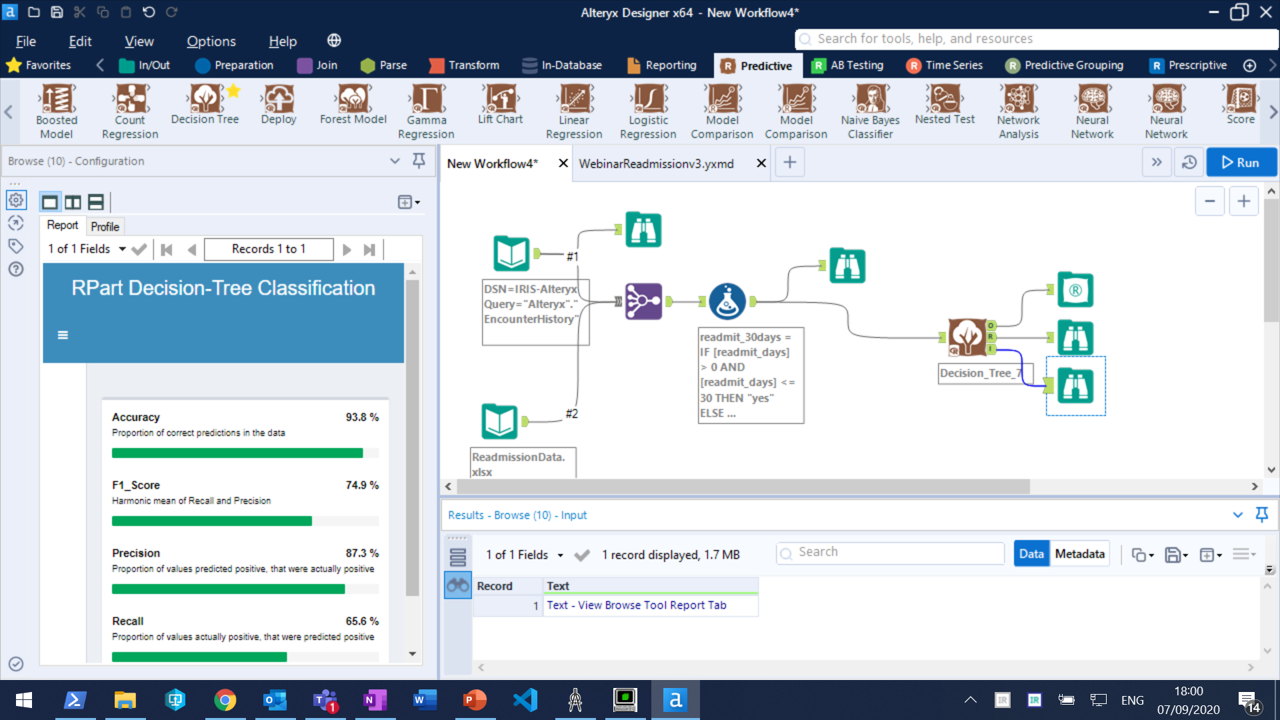 Alteryx Designer x64 - New Workflow4*
File Edit View Options Help
Search for tools, help, and resources
Favorites In/Out Preparation Join Parse Transform In-Database Reporting Predictive AB Testing Time Series Predictive Grouping Prescriptive
Boosted Model
Count Regression
Decision Tree
Deploy
Forest Model
Gamma Regression
Lift Chart
Linear Regression
Logistic Regression
Model Comparison
Model Comparison
Naive Bayes Classifier
Nested Test
Network Analysis
Neural Network
Neural Network
Score
Browse (10) - Configuration
New Workflow4*
WebinarReadmissionv3.yxmd
Run
Report Profile
1 of 1 Fields
Records 1 to 1
RPart Decision-Tree Classification
Accuracy 93.8 %
Proportion of correct predictions in the data
F1_Score 74.9 %
Harmonic mean of Recall and Precision
Precision 87.3 %
Proportion of values predicted positive, that were actually positive
Recall 65.6 %
Proportion of values actually positive, that were predicted positive
#1
DSN=IRIS-Alteryx
Query="Alteryx".
EncounterHistory"
#2
ReadmissionData.
xlsx
readmit_30days =
IF [readmit_days]
> 0 AND
[readmit_days] <=
30 THEN "yes"
ELSE ...
O
R
I
Decision_Tree_7
R
Results - Browse (10) - Input
1 of 1 Fields
1 record displayed, 1.7 MB
Search
Data Metadata
Record Text
1 Text - View Browse Tool Report Tab
ENG
18:00
07/09/2020
14